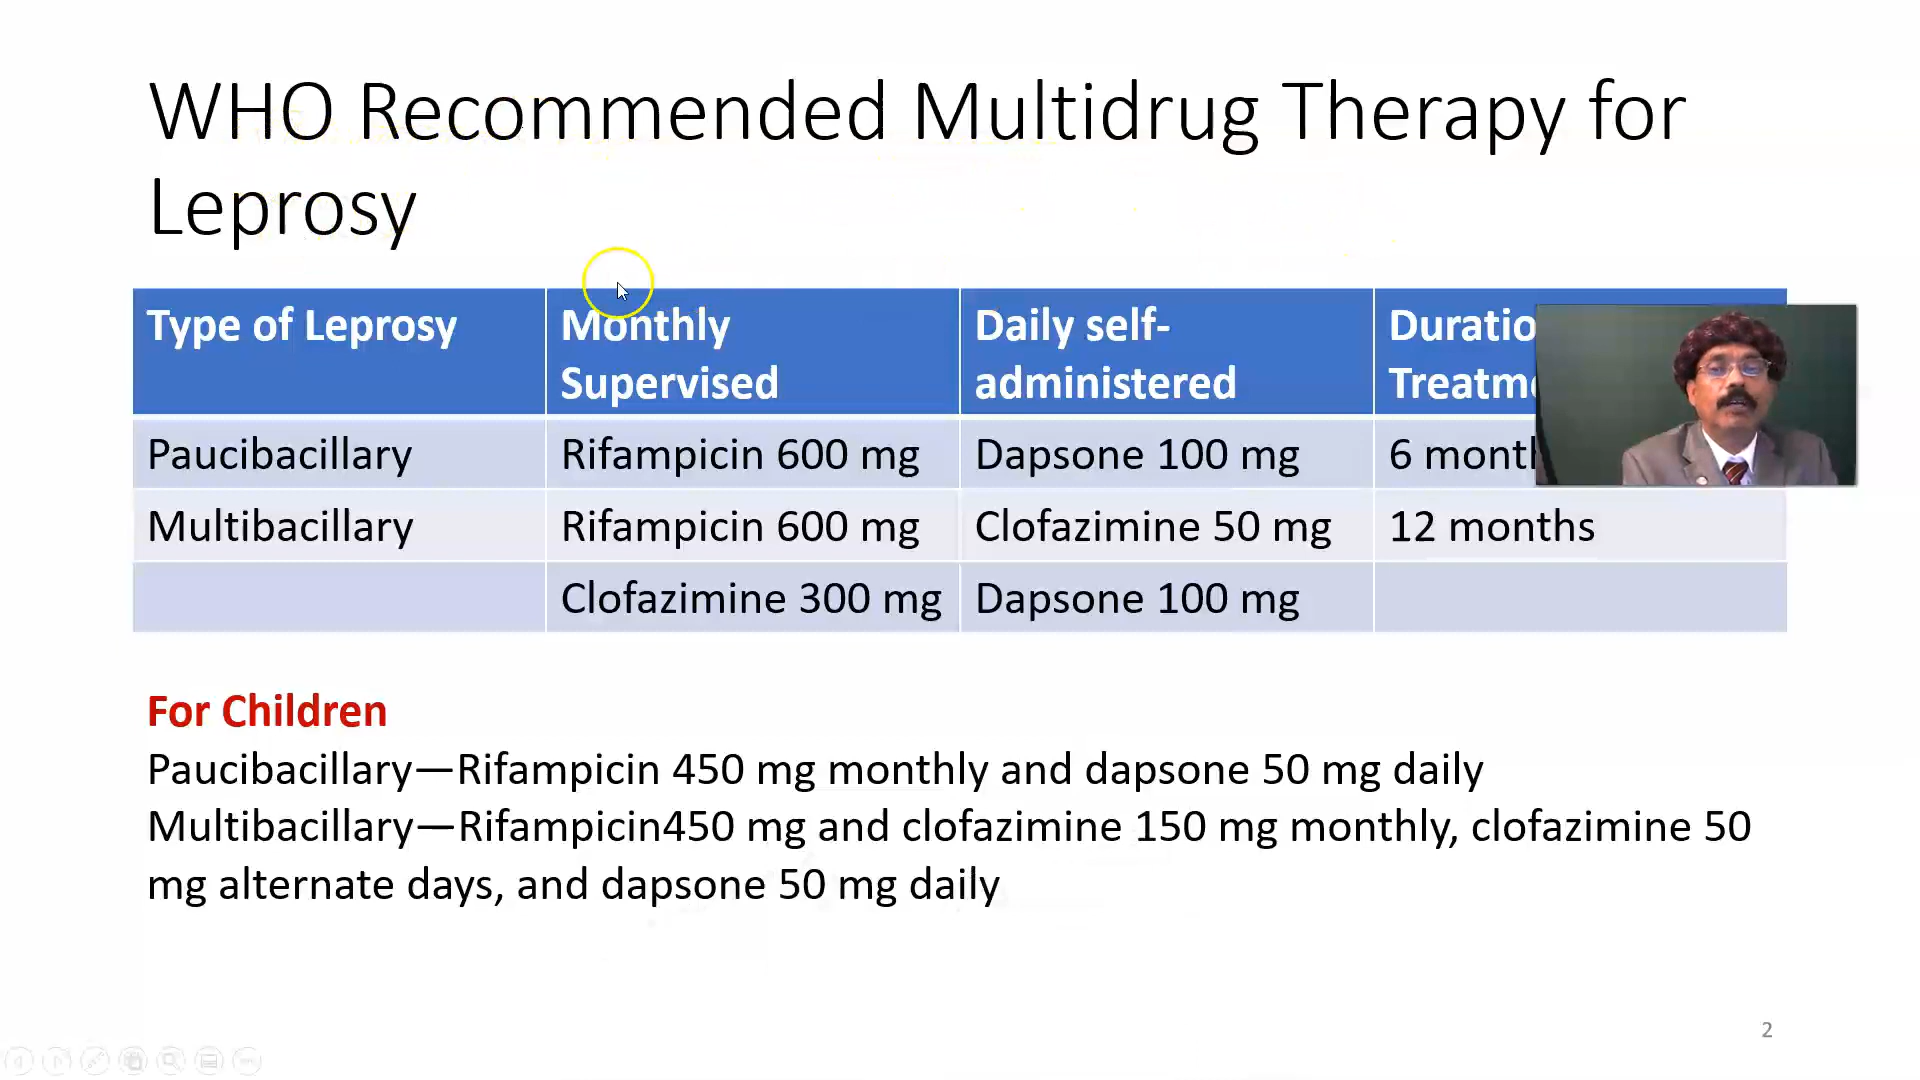 WHO Recommended Multidrug Therapy for
Leprosy
Type of Leprosy
Monthly
Supervised
Daily self-
administered
Paucibacillary
Rifampicin 600 mg
Dapsone 100 mg
6
Multibacillary
Rifampicin 600 mg
Clofazimine 50 mg
12 months
Clofazimine 300 mg
Dapsone 100 mg
For Children
Paucibacillary—Rifampicin 450 mg monthly and dapsone 50 mg daily
Multibacillary—Rifampicin450 mg and clofazimine 150 mg monthly, clofazimine 50
mg alternate days, and dapsone 50 mg daily
2